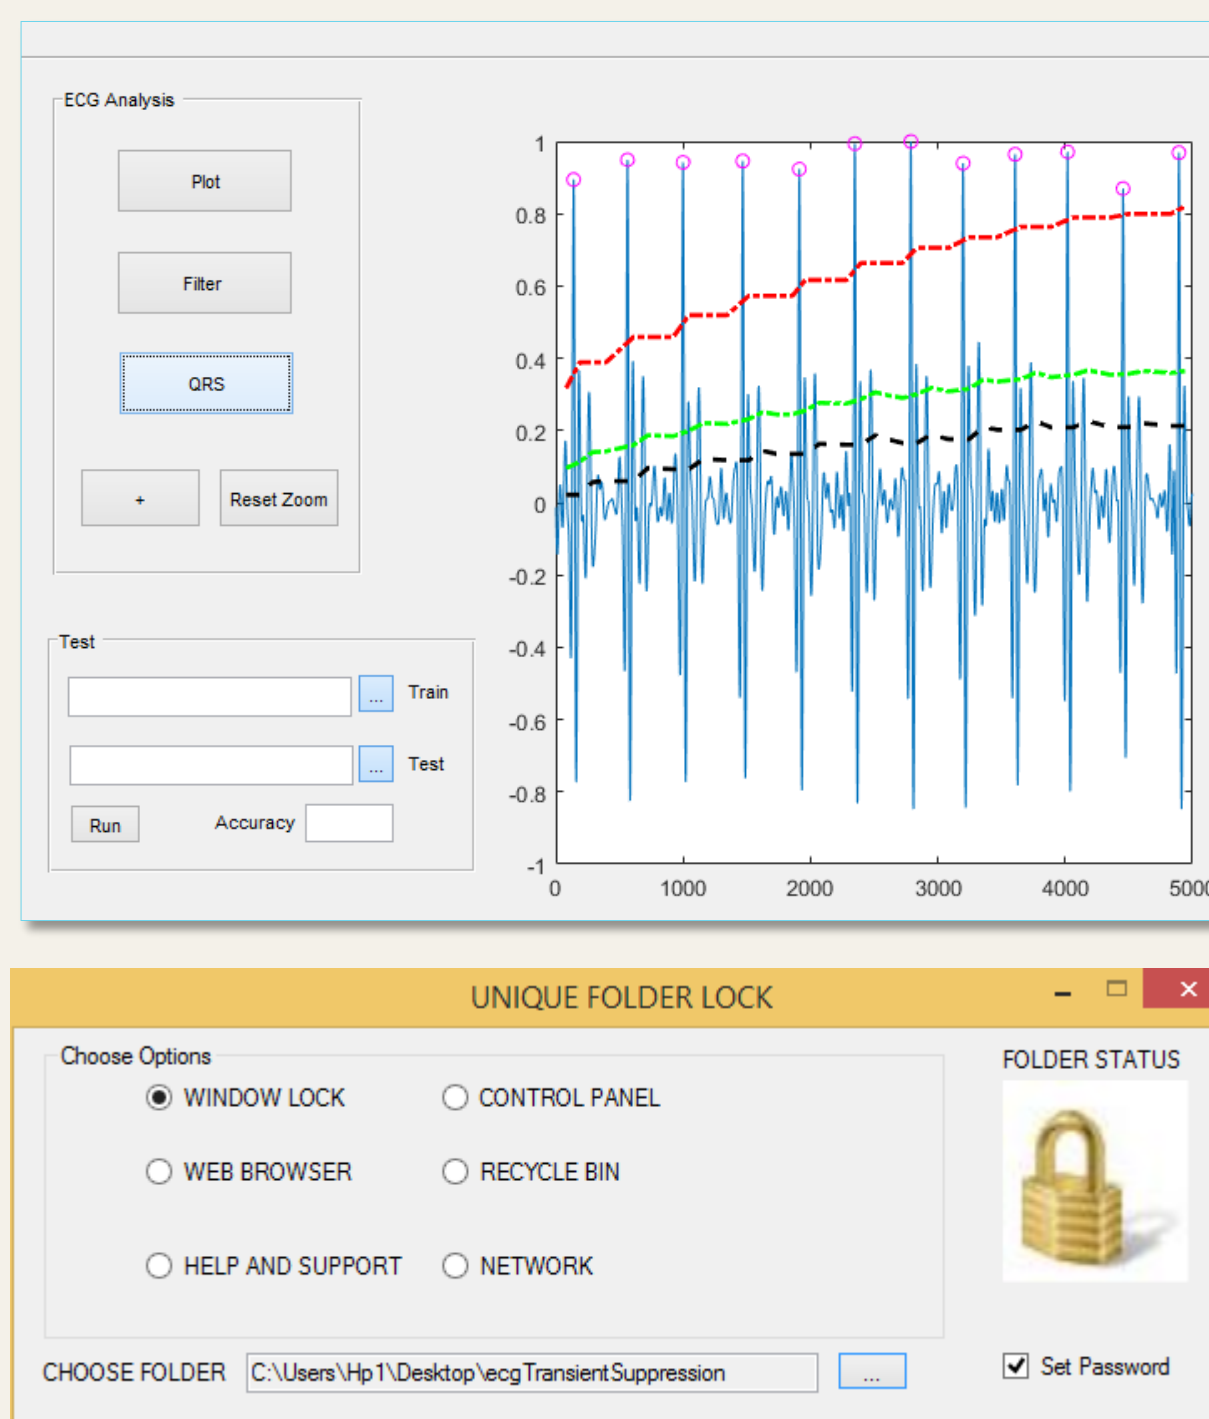 ECG Analysis
Plot
Filter
QRS
+
Reset Zoom
Test
... Train
... Test
Run
Accuracy
1
0.8
0.6
0.4
0.2
0
-0.2
-0.4
-0.6
-0.8
-1
0 1000 2000 3000 4000 5000
UNIQUE FOLDER LOCK
Choose Options
FOLDER STATUS
WINDOW LOCK
CONTROL PANEL
WEB BROWSER
RECYCLE BIN
HELP AND SUPPORT
NETWORK
CHOOSE FOLDER C:\Users\Hp1\Desktop\ecgTransientSuppression ...
Set Password